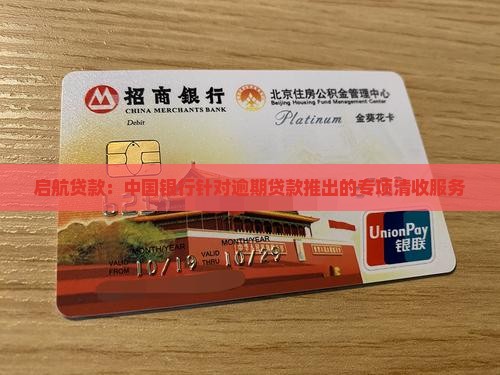 招商银行
CHINA MERCHANTS BANK
Debit
北京住房公积金管理中心
Beijing Housing Fund Management Center
Platinum 金葵花卡
启航贷款：中国银行针对逾期贷款推出的专项清收服务
MONTH/YEAR
MONTH/YEAR
VALID FROM 10/19 VALID THRU 10/29
UnionPay
银联